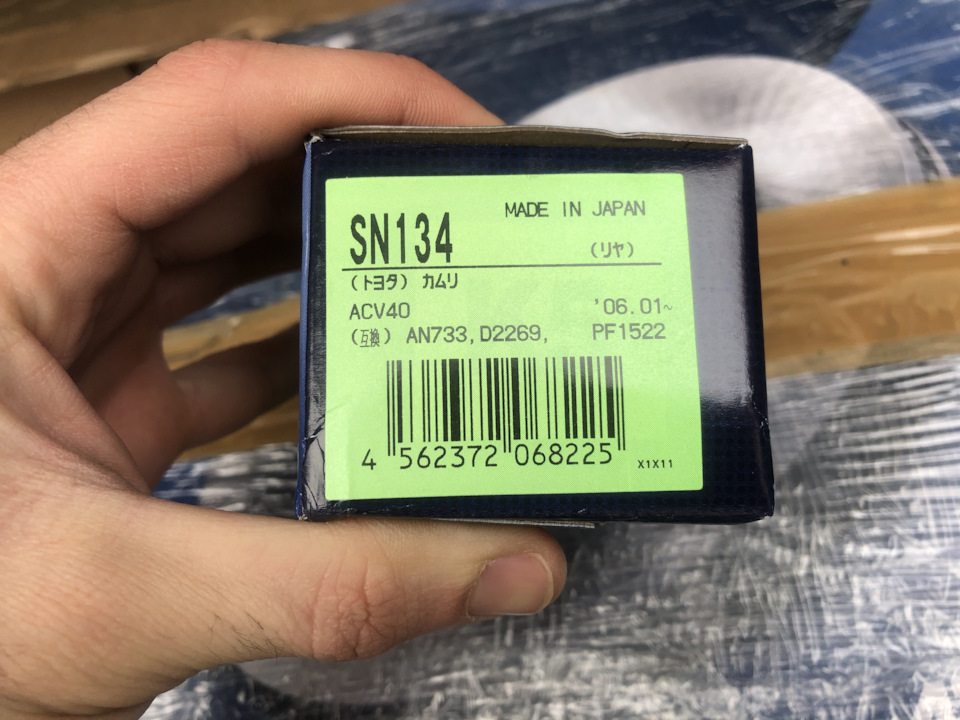 MADE IN JAPAN
SN134 (リヤ)
(トヨタ) カムリ
ACV40 '06.01~
(互換) AN733, D2269, PF1522
4 562372 068225 X1X11